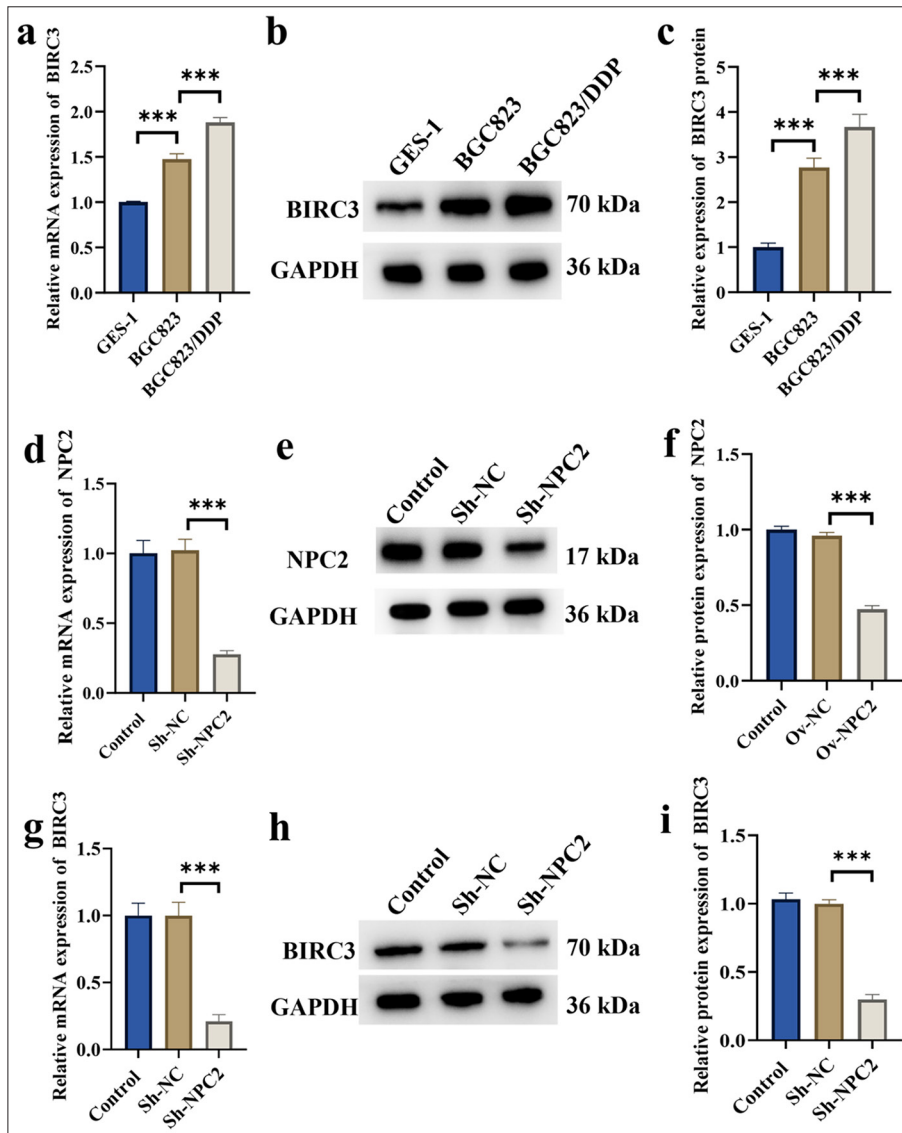 a
Relative mRNA expression of BIRC3
2.0
1.5
1.0
0.5
0.0
***
***
GES-1
BGC823
BGC823/DDP
b
GES-1
BGC823
BGC823/DDP
BIRC3
70 kDa
GAPDH
36 kDa
c
Relative expression of BIRC3 protein
5
4
3
2
1
0
***
***
GES-1
BGC823
BGC823/DDP
d
Relative mRNA expression of NPC2
1.5
1.0
0.5
0.0
***
Control
Sh-NC
Sh-NPC2
e
Control
Sh-NC
Sh-NPC2
NPC2
17 kDa
GAPDH
36 kDa
f
Relative protein expression of NPC2
1.5
1.0
0.5
0.0
***
Control
Ov-NC
Ov-NPC2
g
Relative mRNA expression of BIRC3
1.5
1.0
0.5
0.0
***
Control
Sh-NC
Sh-NPC2
h
Control
Sh-NC
Sh-NPC2
BIRC3
70 kDa
GAPDH
36 kDa
i
Relative protein expression of BIRC3
1.5
1.0
0.5
0.0
***
Control
Sh-NC
Sh-NPC2